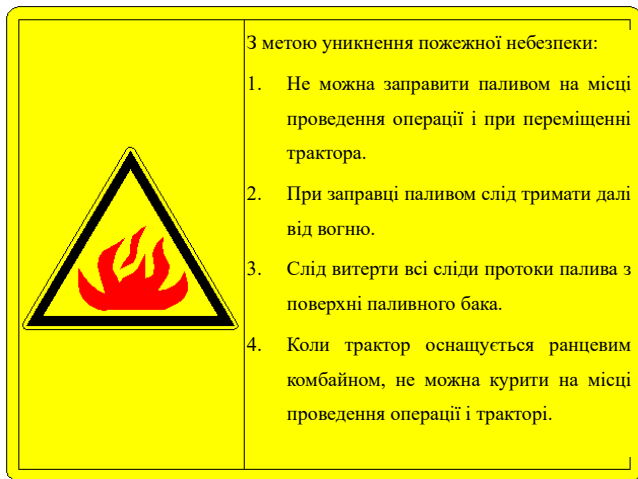 З метою уникнення пожежної небезпеки:
1. Не можна заправити паливом на місці
проведення операції і при переміщенні
трактора.
2. При заправці паливом слід тримати далі
від вогню.
3. Слід витерти всі сліди протоки палива з
поверхні паливного бака.
4. Коли трактор оснащується ранцевим
комбайном, не можна курити на місці
проведення операції і тракторі.